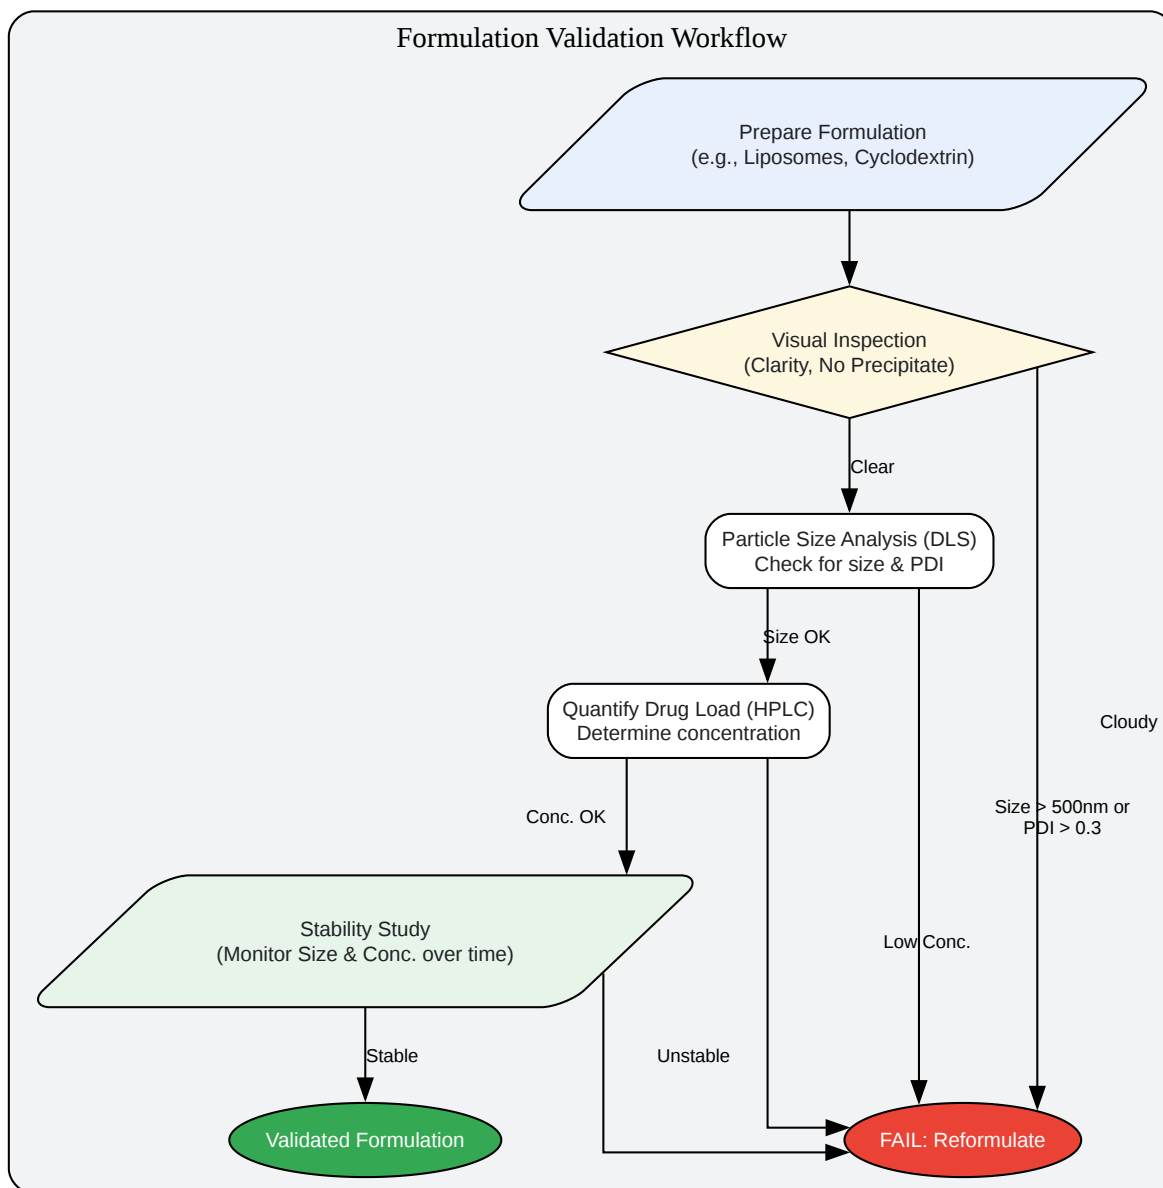 Formulation Validation Workflow
Prepare Formulation
(e.g., Liposomes, Cyclodextrin)
Visual Inspection
(Clarity, No Precipitate)
Clear
Particle Size Analysis (DLS)
Check for size & PDI
Size OK
Quantify Drug Load (HPLC)
Determine concentration
Cloudy
Conc. OK
Size > 500nm or
PDI > 0.3
Stability Study
(Monitor Size & Conc. over time)
Low Conc.
Stable
Unstable
Validated Formulation
FAIL: Reformulate